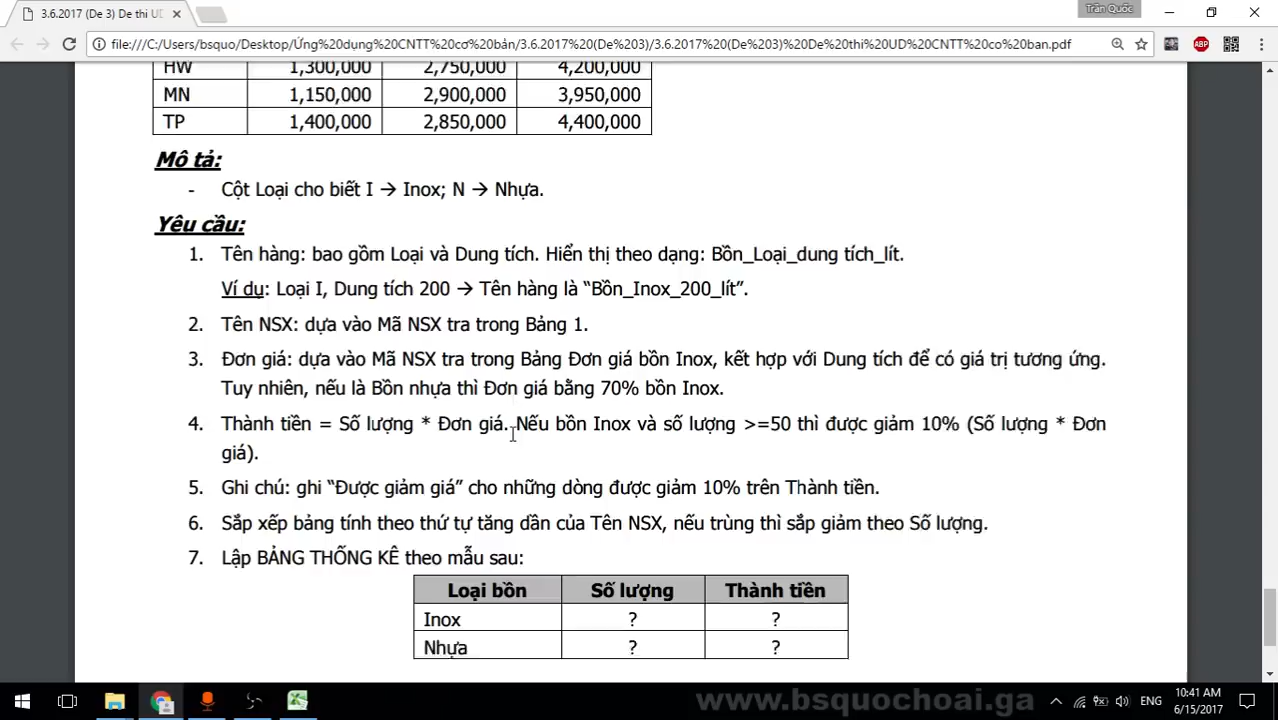 3.6.2017 (De 3) De thi UD
Trần Quốc
file:///C:/Users/bsquo/Desktop/Ứng%20dụng%20CNTT%20cơ%20bản/3.6.2017%20(De%203)/3.6.2017%20(De%203)%20De%20thi%20UD%20CNTT%20co%20ban.pdf
ABP
HW 1,300,000 2,750,000 4,200,000
MN 1,150,000 2,900,000 3,950,000
TP 1,400,000 2,850,000 4,400,000
Mô tả:
- Cột Loại cho biết I → Inox; N → Nhựa.
Yêu cầu:
1. Tên hàng: bao gồm Loại và Dung tích. Hiển thị theo dạng: Bồn_Loại_dung tích_lít.
Ví dụ: Loại I, Dung tích 200 → Tên hàng là “Bồn_Inox_200_lít”.
2. Tên NSX: dựa vào Mã NSX tra trong Bảng 1.
3. Đơn giá: dựa vào Mã NSX tra trong Bảng Đơn giá bồn Inox, kết hợp với Dung tích để có giá trị tương ứng.
Tuy nhiên, nếu là Bồn nhựa thì Đơn giá bằng 70% bồn Inox.
4. Thành tiền = Số lượng * Đơn giá. Nếu bồn Inox và số lượng >=50 thì được giảm 10% (Số lượng * Đơn
giá).
5. Ghi chú: ghi “Được giảm giá” cho những dòng được giảm 10% trên Thành tiền.
6. Sắp xếp bảng tính theo thứ tự tăng dần của Tên NSX, nếu trùng thì sắp giảm theo Số lượng.
7. Lập BẢNG THỐNG KÊ theo mẫu sau:
Loại bồn Số lượng Thành tiền
Inox ? ?
Nhựa ? ?
www.bsquochoai.ga
ENG
10:41 AM
6/15/2017